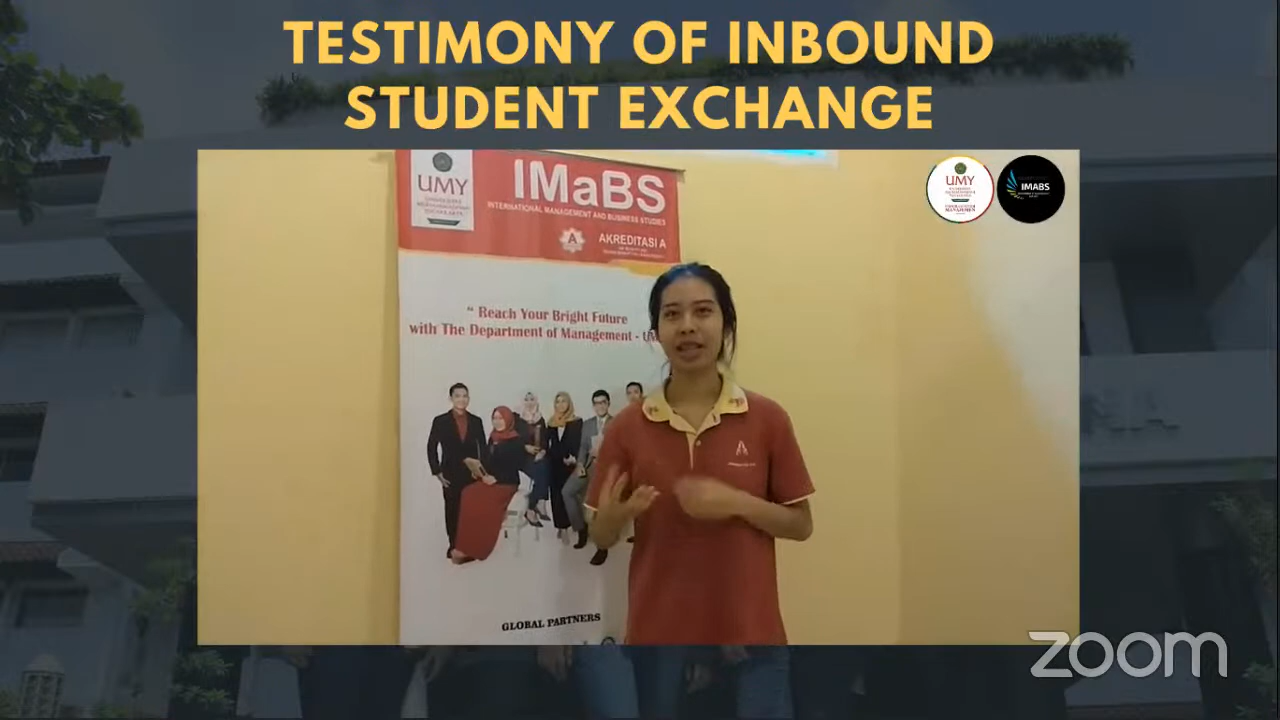 TESTIMONY OF INBOUND
STUDENT EXCHANGE
UMY
IMaBS
INTERNATIONAL MANAGEMENT AND BUSINESS STUDIES
A
AKREDITASI A
“ Reach Your Bright Future
with The Department of Management -
GLOBAL PARTNERS
UMY
IMABS
zoom